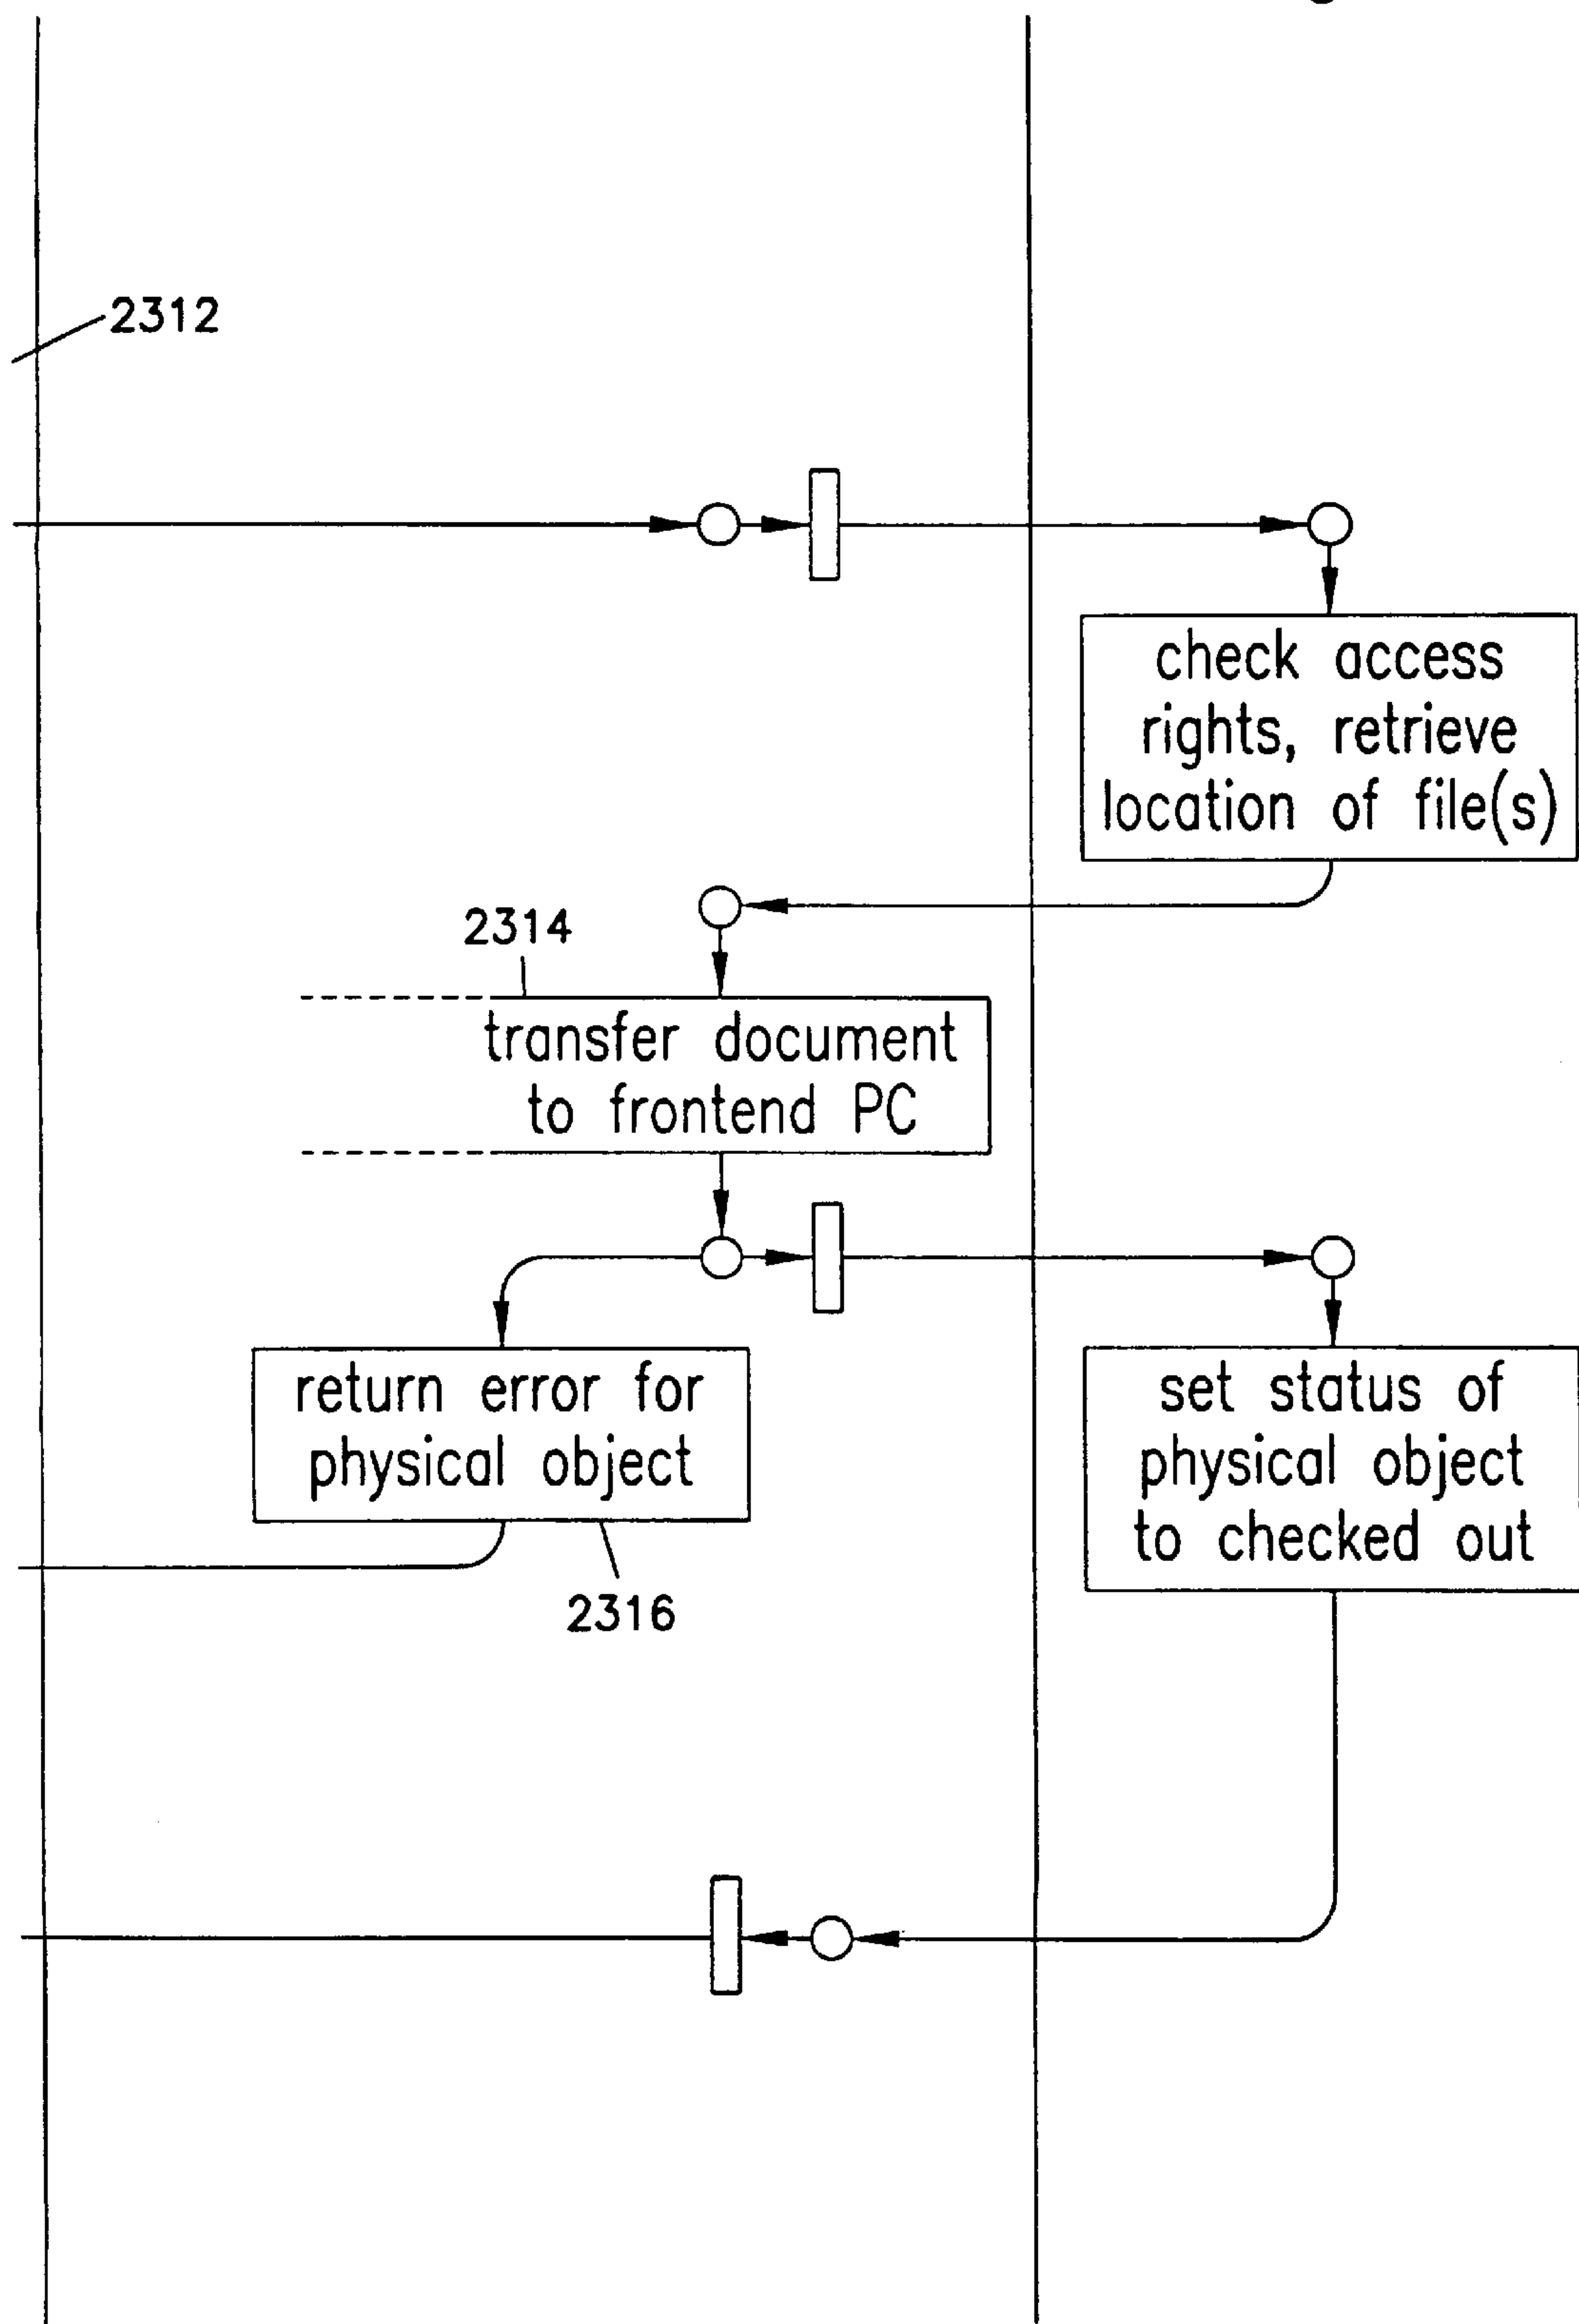 2312
check access
rights, retrieve
location of file(s)
2314
transfer document
to frontend PC
return error for
physical object
2316
set status of
physical object
to checked out